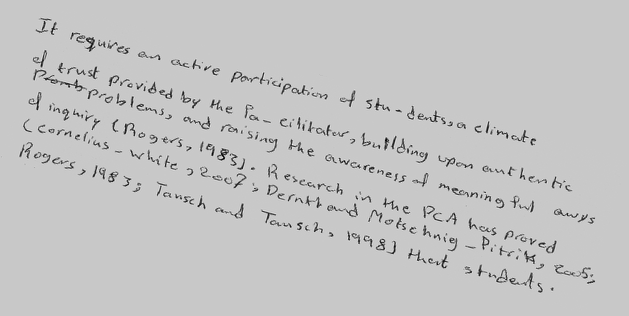 It requires an active participation of stu-dents, a climate
of trust provided by the fa-cilitator, building upon authentic
problems, and raising the awareness of meaningful ways
of inquiry (Rogers, 1983). Research in the PCA has proved
(Cornelius-White, 2007; Derntl and Motschnig-Pitrik, 2005;
Rogers, 1983; Tausch and Tausch, 1998) that students.